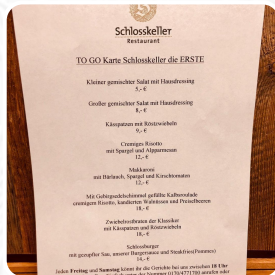 Schlosskeller
Restaurant
TO GO Karte Schlosskeller die ERSTE
Kleiner gemischter Salat mit Hausdressing
5,- €
Großer gemischter Salat mit Hausdressing
8,- €
Kässpatzen mit Röstzwiebeln
9,- €
Cremiges Risotto
mit Spargel und Alpparmesan
12,- €
Makkaroni
mit Bärlauch, Spargel und Kirschtomaten
12,- €
Mit Gebirgsedelschimmel gefüllte Kalbsroulade
cremigem Risotto, kandierten Walnüssen und Preiselbeeren
18,- €
Zwiebelrostbraten der Klassiker
mit Kässpatzen und Röstzwiebeln
18,- €
Schlossburger
mit gezupfter Sau, unserer Burgersauce und Steakfries(Pommes)
14,- €
Jeden Freitag und Samstag könnt ihr die Gerichte bei uns zwischen 18 Uhr